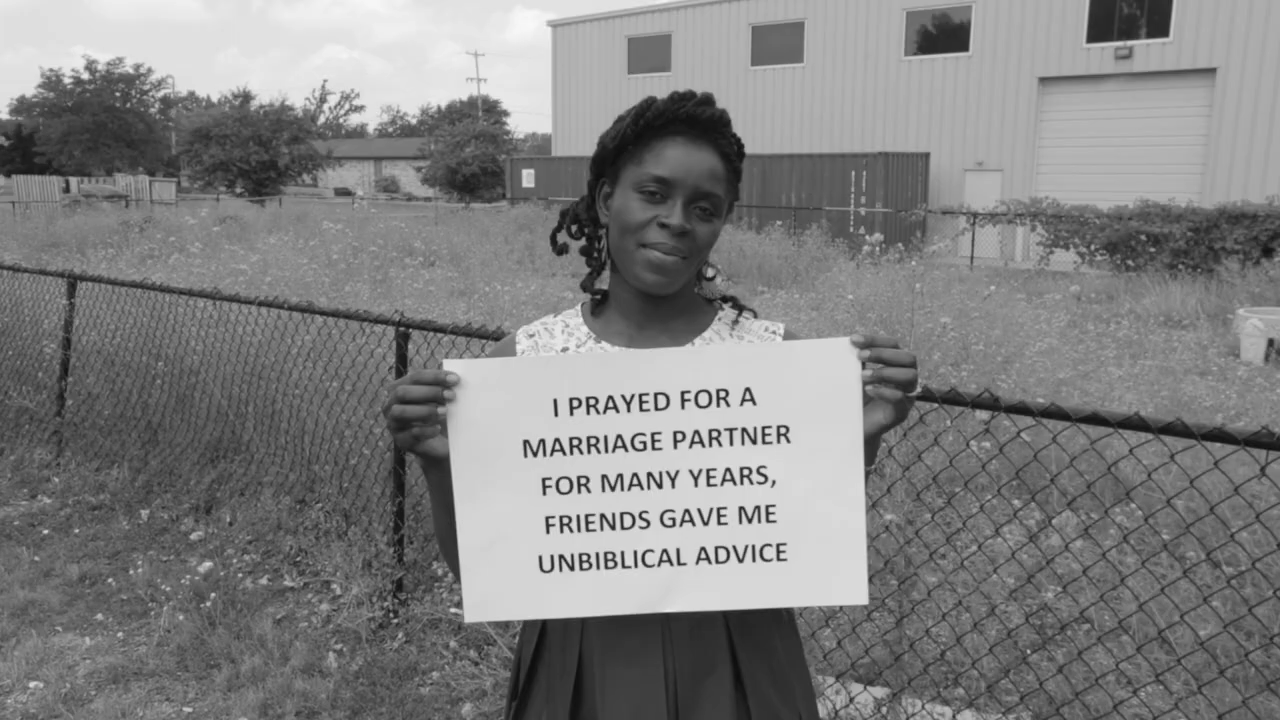 I PRAYED FOR A
MARRIAGE PARTNER
FOR MANY YEARS,
FRIENDS GAVE ME
UNBIBLICAL ADVICE